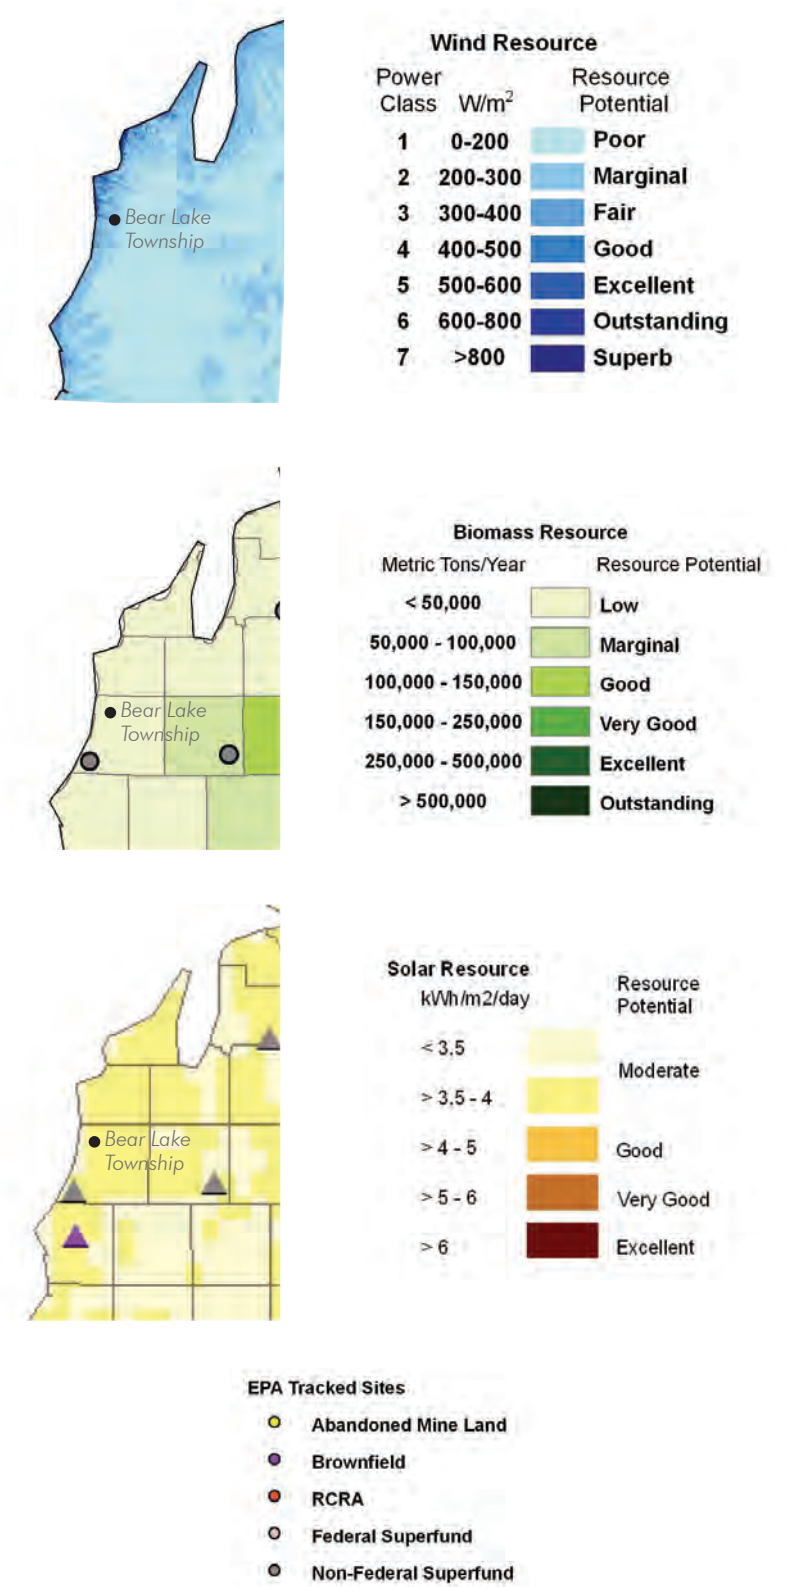 Wind Resource
Power Class W/m² Resource Potential
1 0-200 Poor
2 200-300 Marginal
3 300-400 Fair
4 400-500 Good
5 500-600 Excellent
6 600-800 Outstanding
7 >800 Superb
Bear Lake
Township
Biomass Resource
Metric Tons/Year Resource Potential
< 50,000 Low
50,000 - 100,000 Marginal
100,000 - 150,000 Good
150,000 - 250,000 Very Good
250,000 - 500,000 Excellent
> 500,000 Outstanding
Bear Lake
Township
Solar Resource
kWh/m2/day
Resource
Potential
< 3.5
Moderate
> 3.5 - 4
> 4 - 5 Good
> 5 - 6 Very Good
> 6 Excellent
Bear Lake
Township
EPA Tracked Sites
Abandoned Mine Land
Brownfield
RCRA
Federal Superfund
Non-Federal Superfund